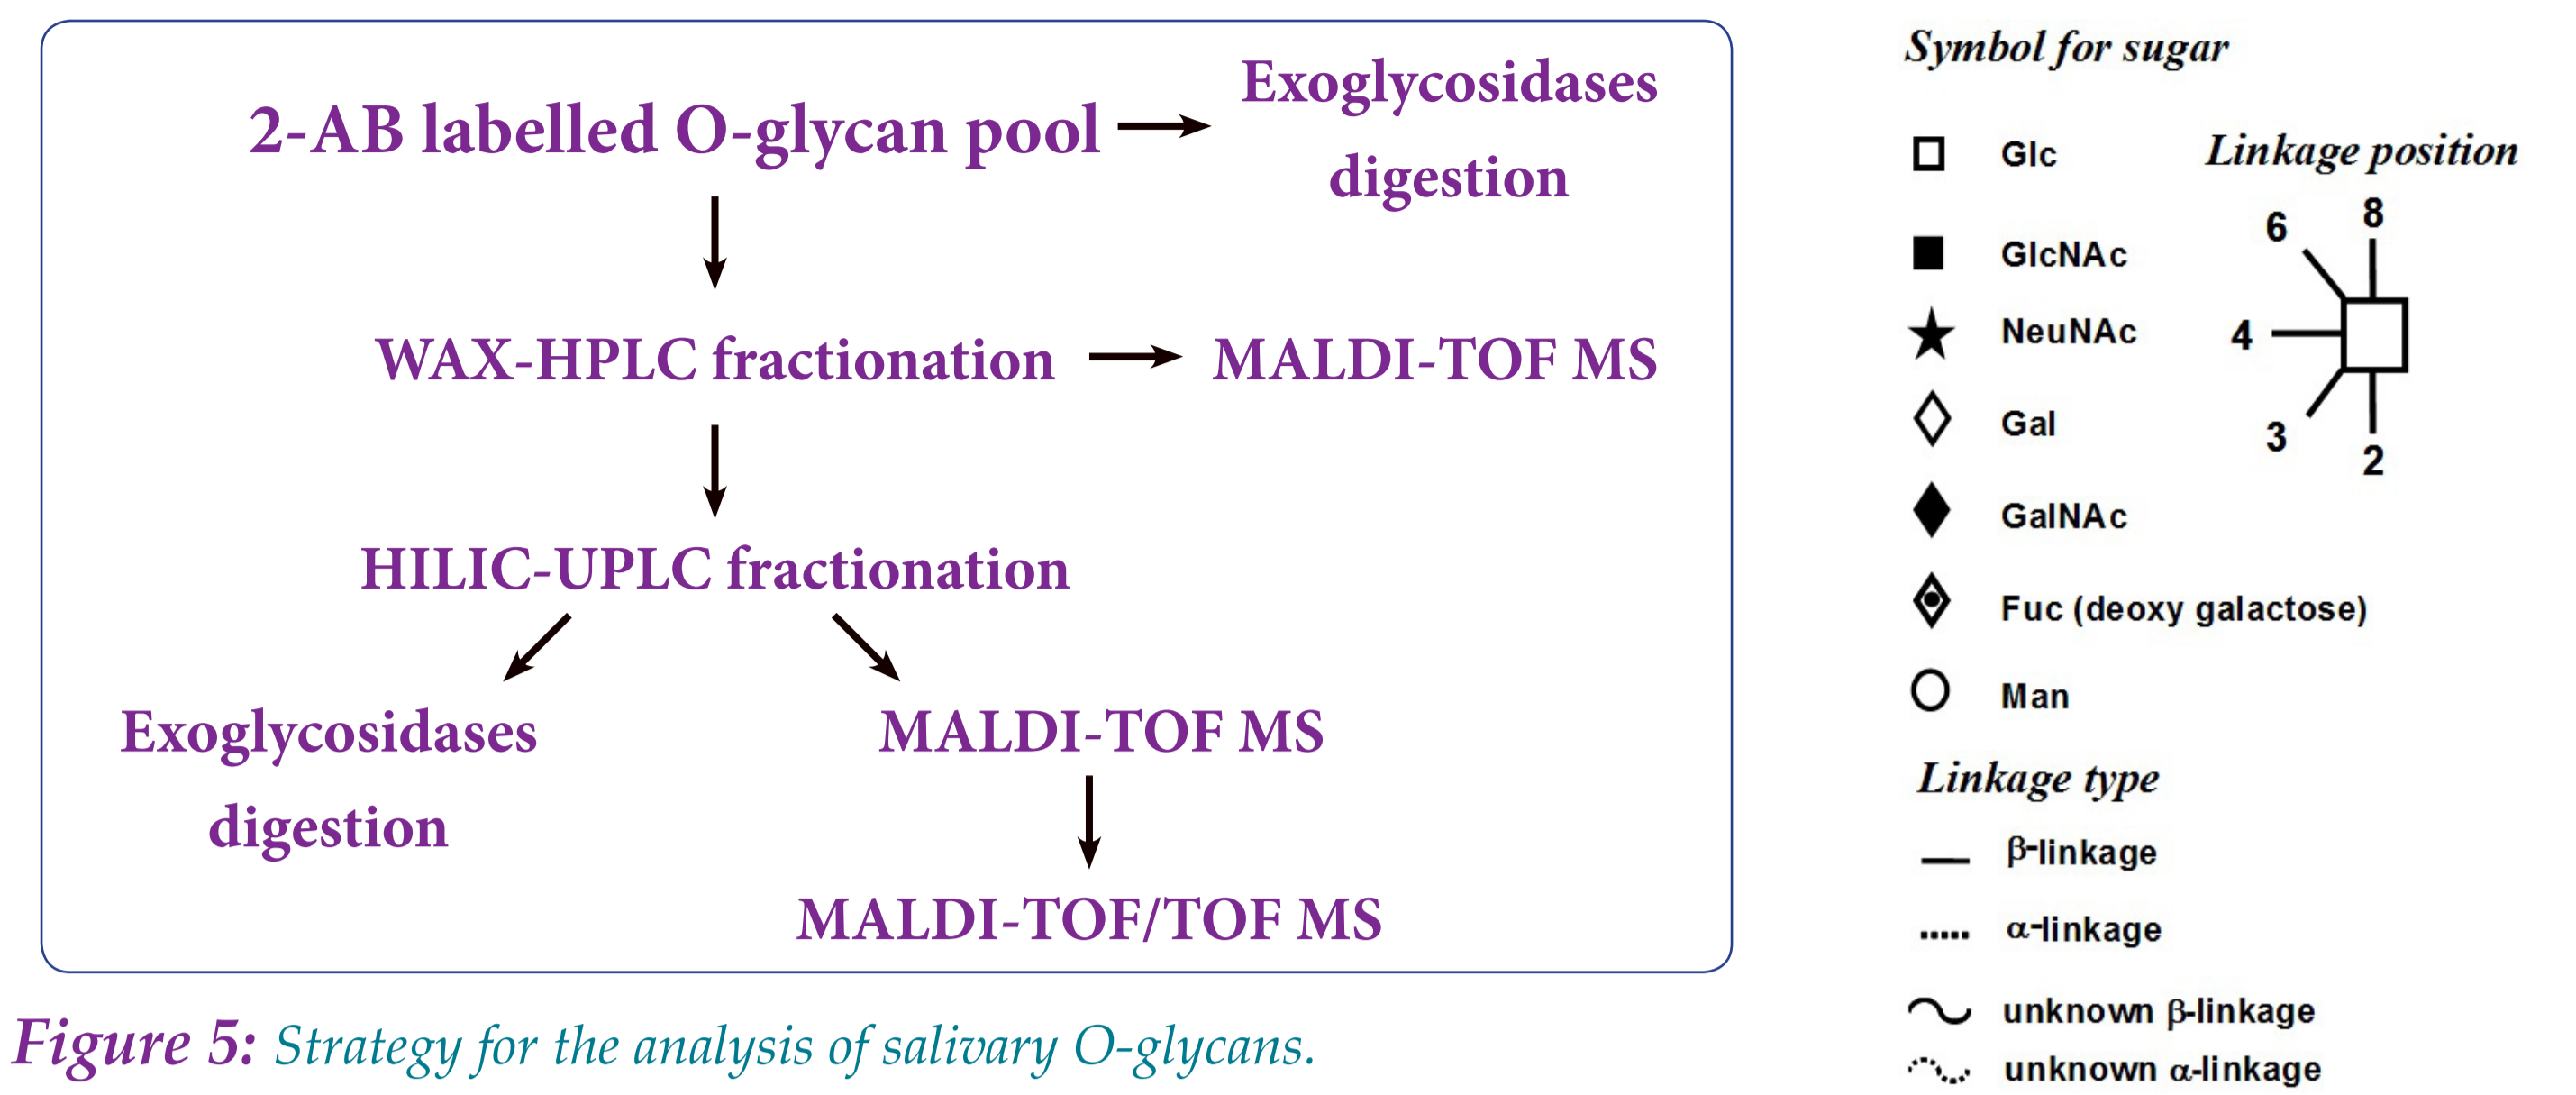 2-AB labelled O-glycan pool
Exoglycosidases
digestion
WAX-HPLC fractionation
MALDI-TOF MS
HILIC-UPLC fractionation
Exoglycosidases
digestion
MALDI-TOF MS
MALDI-TOF/TOF MS
Figure 5: Strategy for the analysis of salivary O-glycans.
Symbol for sugar
Glc
GlcNAc
NeuNAc
Gal
GalNAc
Fuc (deoxy galactose)
Man
Linkage position
6
8
4
3
2
Linkage type
β-linkage
α-linkage
unknown β-linkage
unknown α-linkage